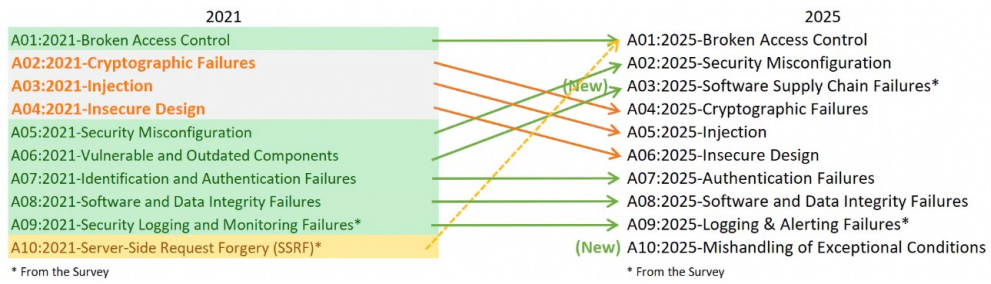 2021
2025
A01:2021-Broken Access Control
A02:2021-Cryptographic Failures
A03:2021-Injection
A04:2021-Insecure Design
A05:2021-Security Misconfiguration
A06:2021-Vulnerable and Outdated Components
A07:2021-Identification and Authentication Failures
A08:2021-Software and Data Integrity Failures
A09:2021-Security Logging and Monitoring Failures*
A10:2021-Server-Side Request Forgery (SSRF)*
* From the Survey
A01:2025-Broken Access Control
A02:2025-Security Misconfiguration
(New) A03:2025-Software Supply Chain Failures*
A04:2025-Cryptographic Failures
A05:2025-Injection
A06:2025-Insecure Design
A07:2025-Authentication Failures
A08:2025-Software and Data Integrity Failures
A09:2025-Logging & Alerting Failures*
(New) A10:2025-Mishandling of Exceptional Conditions
* From the Survey